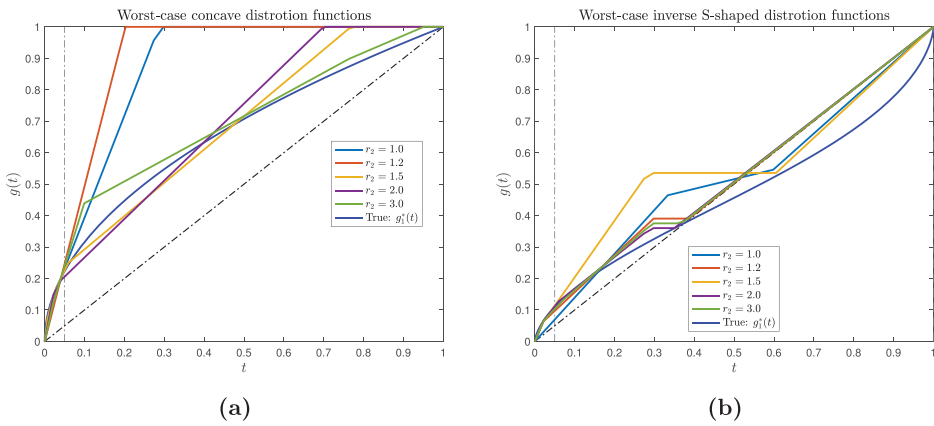 Worst-case concave distrotion functions
1
0.9
0.8
0.7
0.6
0.5
0.4
0.3
0.2
0.1
0
g(t)
r₂ = 1.0
r₂ = 1.2
r₂ = 1.5
r₂ = 2.0
r₂ = 3.0
True: g₁*(t)
0 0.1 0.2 0.3 0.4 0.5 0.6 0.7 0.8 0.9 1
t
(a)
Worst-case inverse S-shaped distrotion functions
1
0.9
0.8
0.7
0.6
0.5
0.4
0.3
0.2
0.1
0
g(t)
r₂ = 1.0
r₂ = 1.2
r₂ = 1.5
r₂ = 2.0
r₂ = 3.0
True: g₁*(t)
0 0.1 0.2 0.3 0.4 0.5 0.6 0.7 0.8 0.9 1
t
(b)